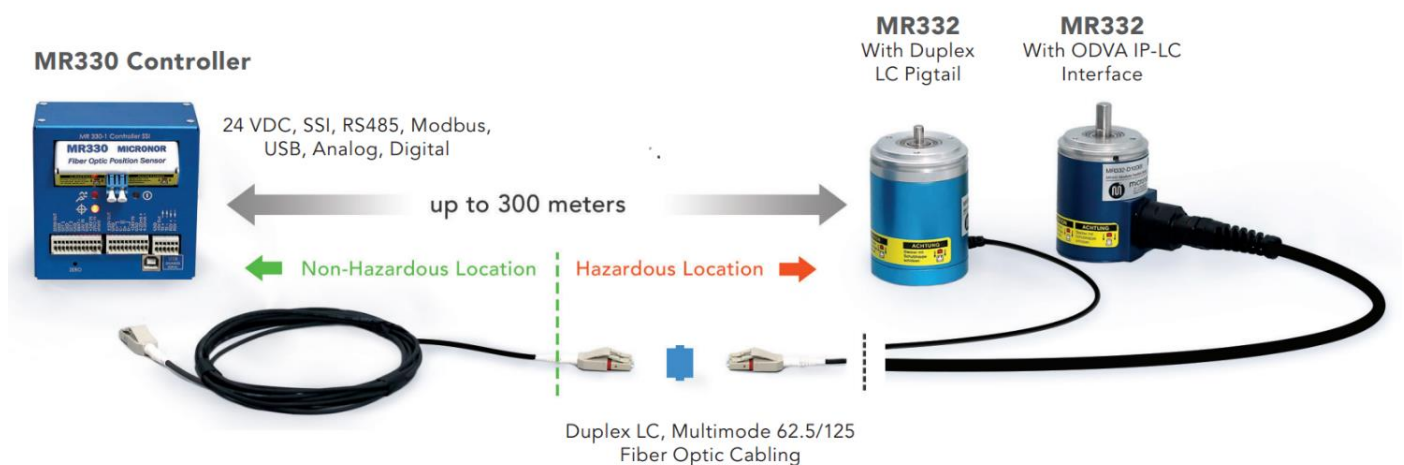 MR330 Controller
MR 330-1 Controller SSI
MR330 MICRONOR
Fiber Optic Position Sensor
ZERO
24 VDC, SSI, RS485, Modbus,
USB, Analog, Digital
up to 300 meters
Non-Hazardous Location
Hazardous Location
MR332
With Duplex
LC Pigtail
MR332
With ODVA IP-LC
Interface
ACHTUNG
ACHTUNG
Duplex LC, Multimode 62.5/125
Fiber Optic Cabling